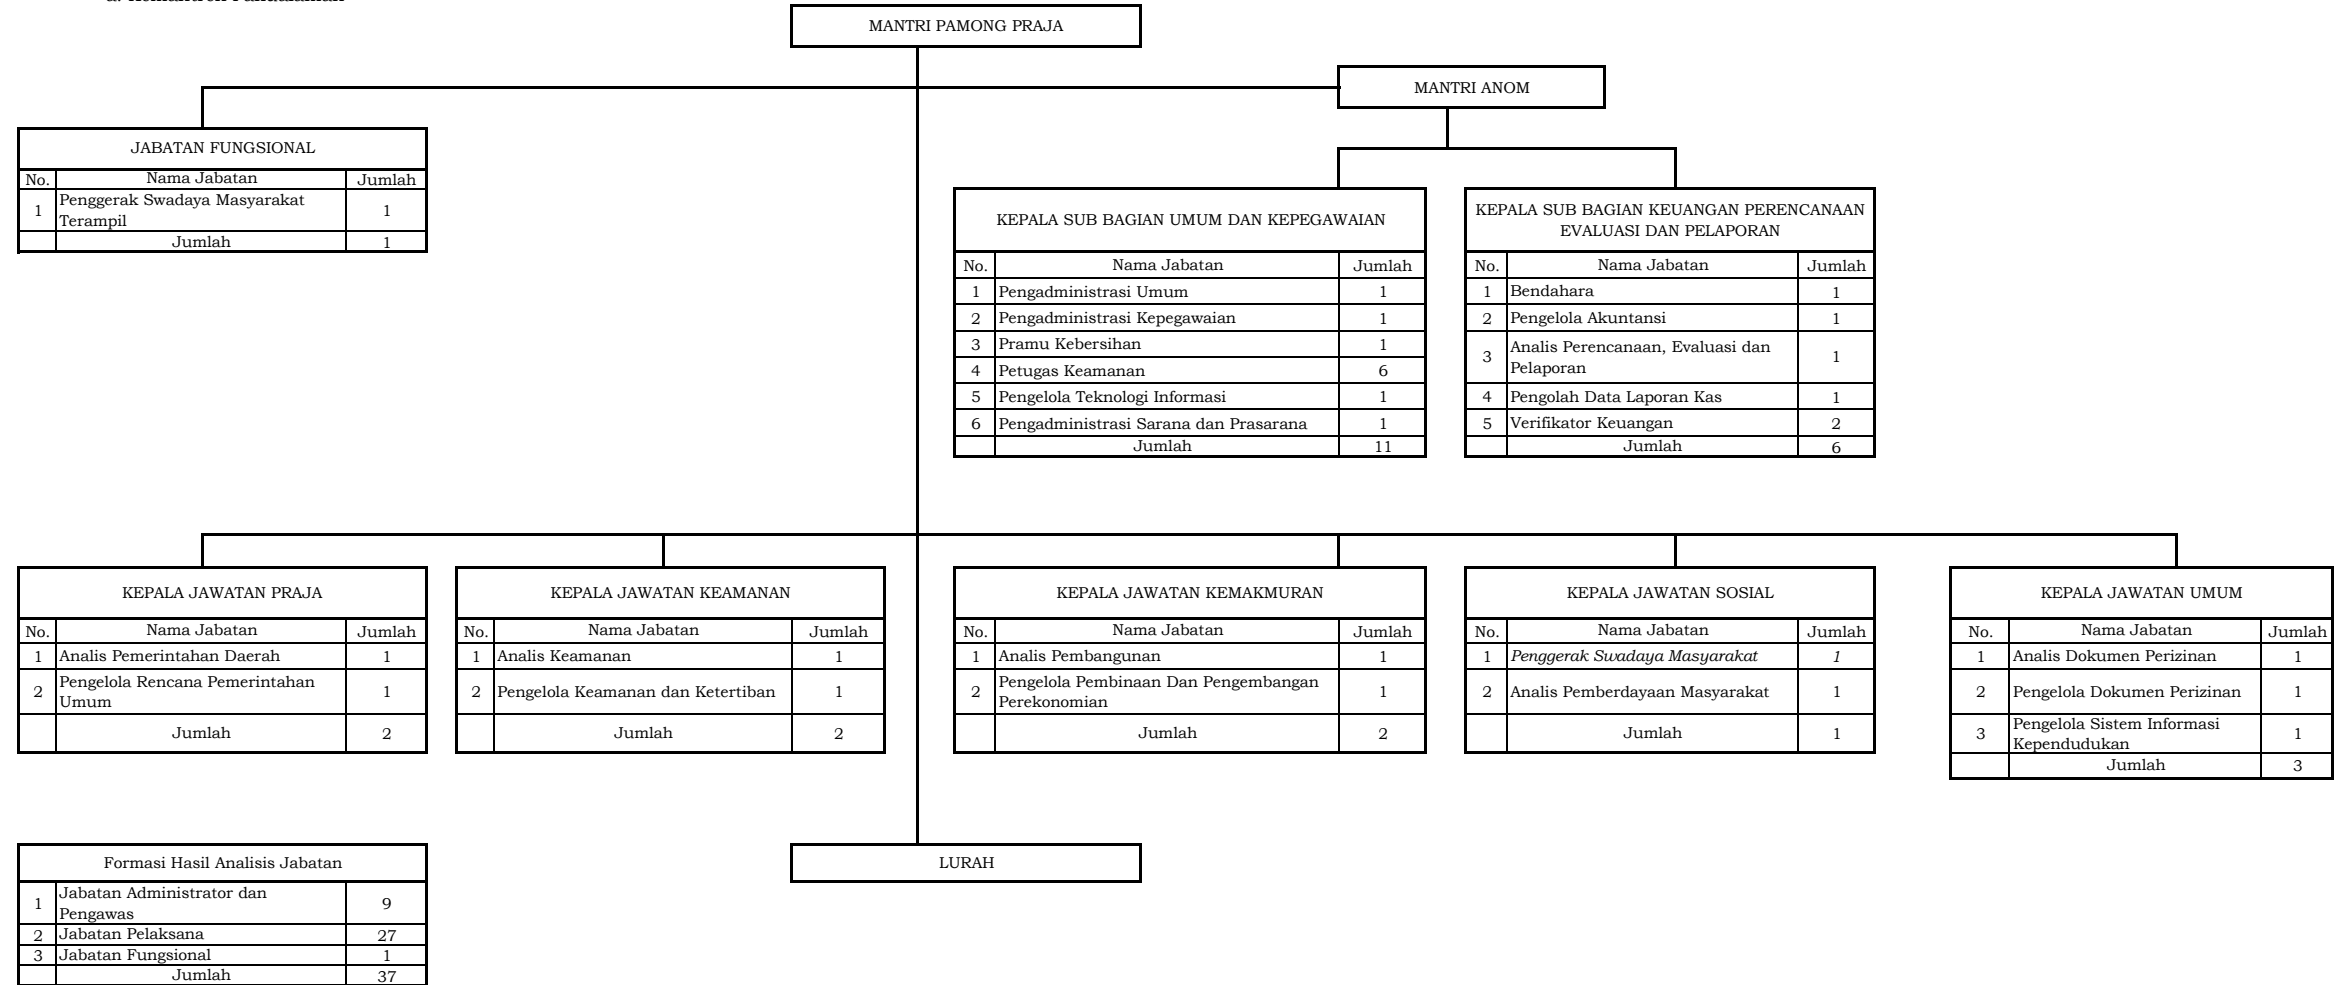 MANTRI PAMONG PRAJA
MANTRI ANOM
JABATAN FUNGSIONAL
No. Nama Jabatan Jumlah
1 Penggerak Swadaya Masyarakat
Terampil 1
Jumlah 1
KEPALA SUB BAGIAN UMUM DAN KEPEGAWAIAN
No. Nama Jabatan Jumlah
1 Pengadministrasi Umum 1
2 Pengadministrasi Kepegawaian 1
3 Pramu Kebersihan 1
4 Petugas Keamanan 6
5 Pengelola Teknologi Informasi 1
6 Pengadministrasi Sarana dan Prasarana 1
Jumlah 11
KEPALA SUB BAGIAN KEUANGAN PERENCANAAN
EVALUASI DAN PELAPORAN
No. Nama Jabatan Jumlah
1 Bendahara 1
2 Pengelola Akuntansi 1
3 Analis Perencanaan, Evaluasi dan
Pelaporan 1
4 Pengolah Data Laporan Kas 1
5 Verifikator Keuangan 2
Jumlah 6
KEPALA JAWATAN PRAJA
No. Nama Jabatan Jumlah
1 Analis Pemerintahan Daerah 1
2 Pengelola Rencana Pemerintahan
Umum 1
Jumlah 2
KEPALA JAWATAN KEAMANAN
No. Nama Jabatan Jumlah
1 Analis Keamanan 1
2 Pengelola Keamanan dan Ketertiban 1
Jumlah 2
KEPALA JAWATAN KEMAKMURAN
No. Nama Jabatan Jumlah
1 Analis Pembangunan 1
2 Pengelola Pembinaan Dan Pengembangan
Perekonomian 1
Jumlah 2
KEPALA JAWATAN SOSIAL
No. Nama Jabatan Jumlah
1 Penggerak Swadaya Masyarakat 1
2 Analis Pemberdayaan Masyarakat 1
Jumlah 1
KEPALA JAWATAN UMUM
No. Nama Jabatan Jumlah
1 Analis Dokumen Perizinan 1
2 Pengelola Dokumen Perizinan 1
3 Pengelola Sistem Informasi
Kependudukan 1
Jumlah 3
Formasi Hasil Analisis Jabatan
1 Jabatan Administrator dan
Pengawas 9
2 Jabatan Pelaksana 27
3 Jabatan Fungsional 1
Jumlah 37
LURAH